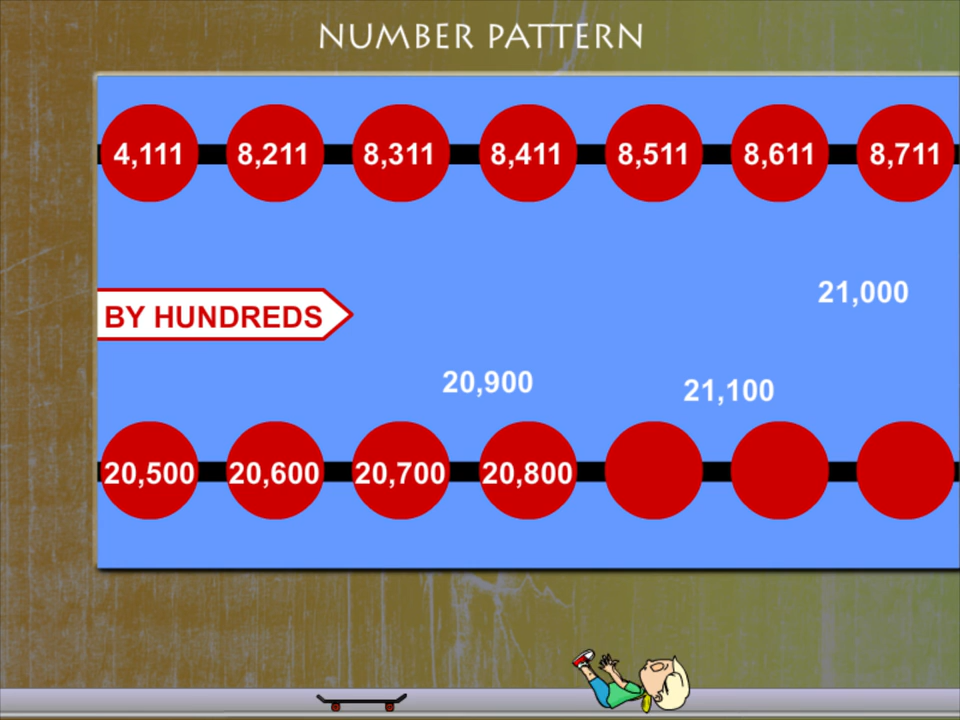 NUMBER PATTERN
4,111 8,211 8,311 8,411 8,511 8,611 8,711
21,000
BY HUNDREDS
20,900 21,100
20,500 20,600 20,700 20,800